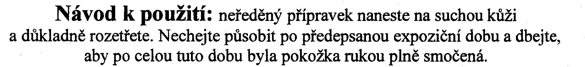 Návod k použití: neředěný přípravek naneste na suchou kůži
a důkladně rozetřete. Nechejte působit po předepsanou expoziční dobu a dbejte,
aby po celou tuto dobu byla pokožka rukou plně smočená.